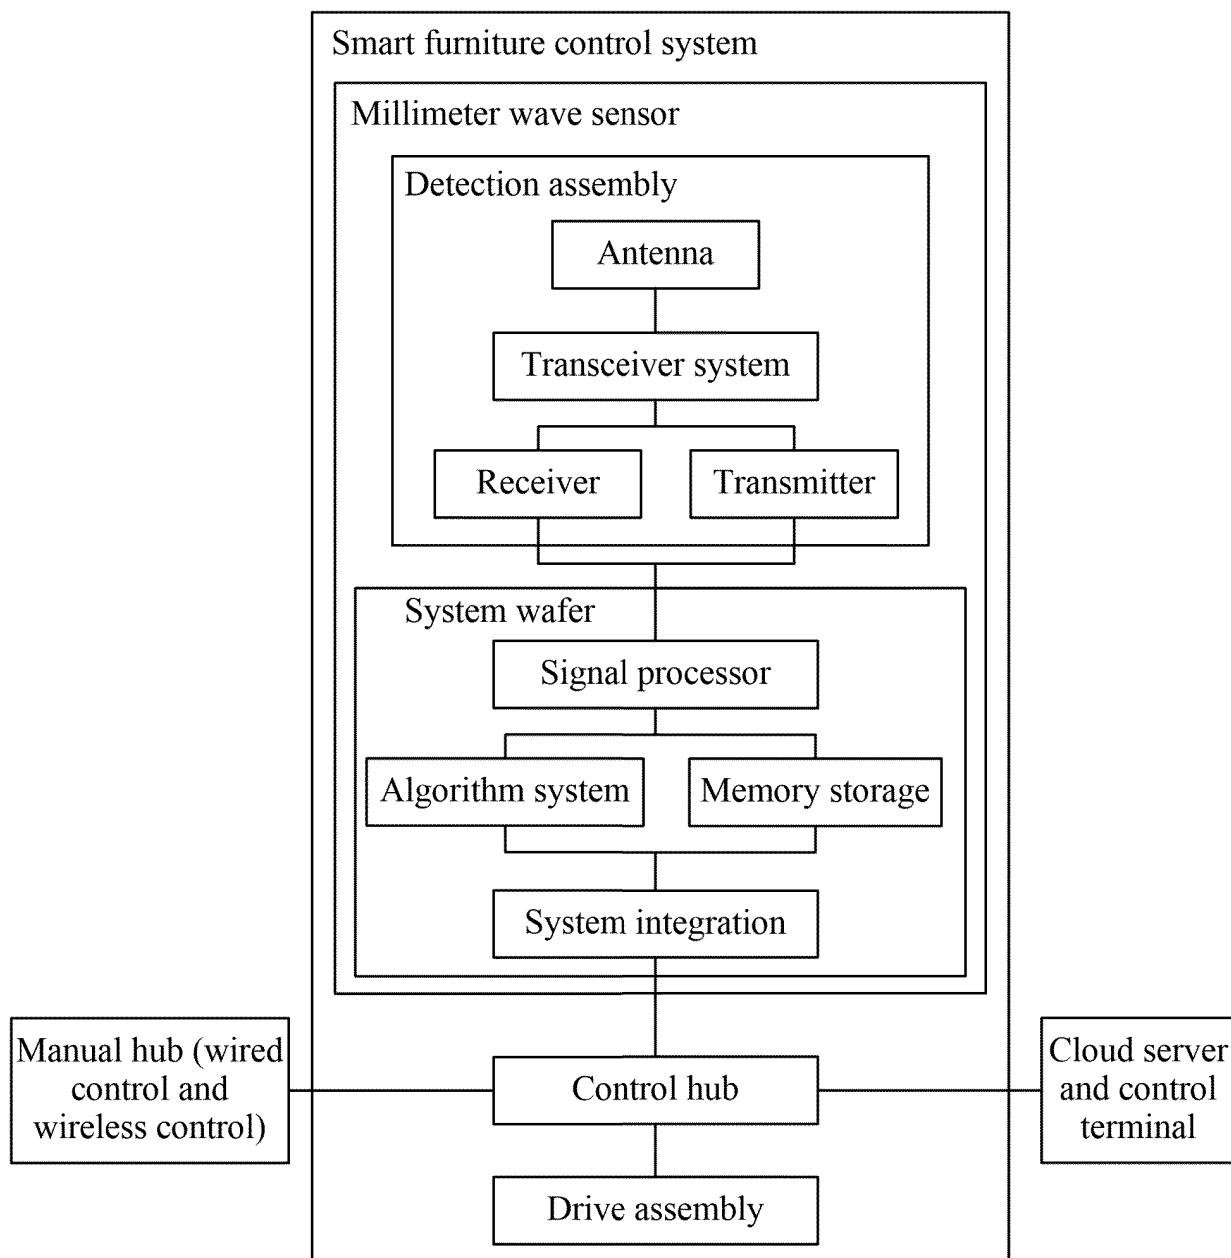 Smart furniture control system
Millimeter wave sensor
Detection assembly
Antenna
Transceiver system
Receiver
Transmitter
System wafer
Signal processor
Algorithm system
Memory storage
System integration
Manual hub (wired
control and
wireless control)
Control hub
Cloud server
and control
terminal
Drive assembly